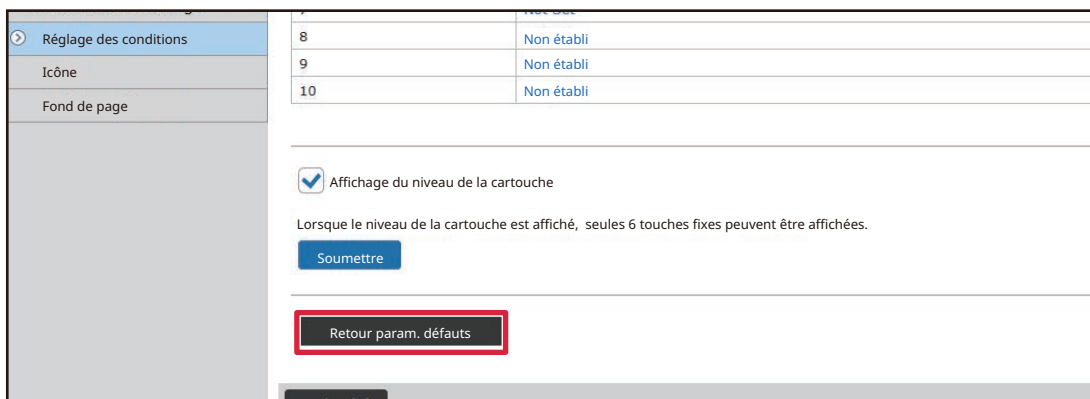 Réglage des conditions
Icône
Fond de page
8 Non établi
9 Non établi
10 Non établi
Affichage du niveau de la cartouche
Lorsque le niveau de la cartouche est affiché, seules 6 touches fixes peuvent être affichées.
Soumettre
Retour param. défauts